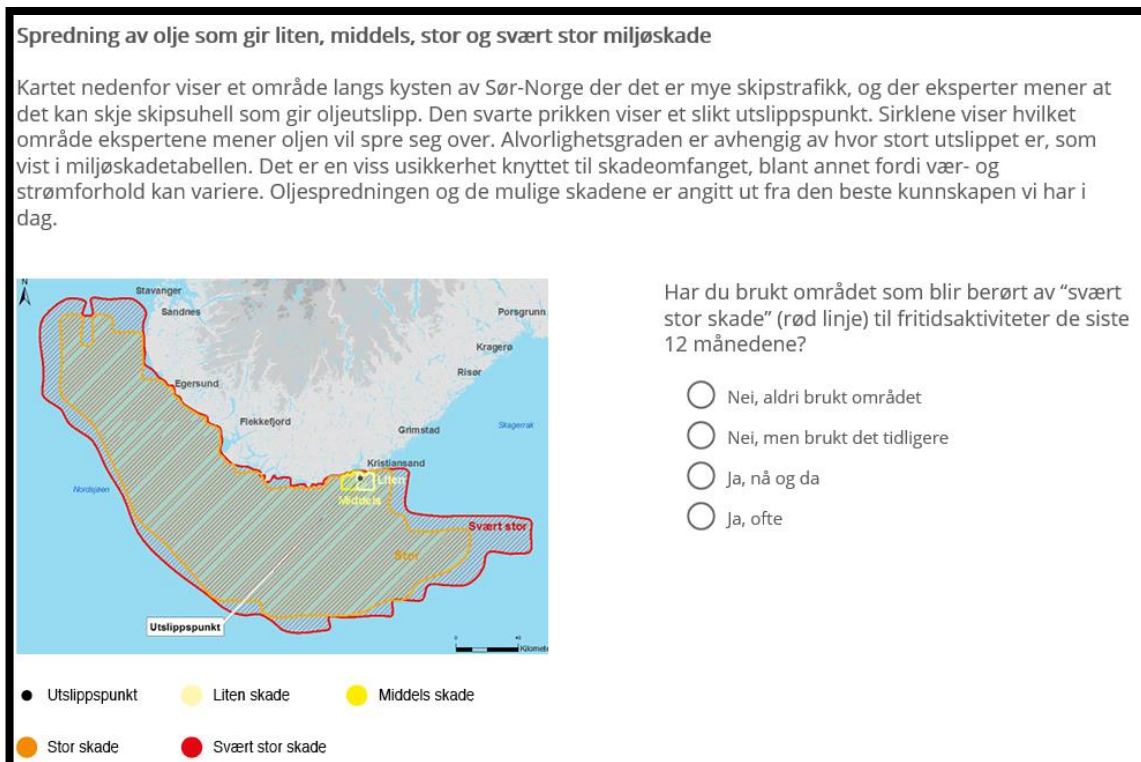 Spredning av olje som gir liten, middels, stor og svært stor miljøskade
Kartet nedenfor viser et område langs kysten av Sør-Norge der det er mye skipstrafikk, og der eksperter mener at
det kan skje skipsuhell som gir oljeutslipp. Den svarte prikken viser et slikt utslippspunkt. Sirklene viser hvilket
område ekspertene mener oljen vil spre seg over. Alvorlighetsgraden er avhengig av hvor stort utslippet er, som
vist i miljøskadetabellen. Det er en viss usikkerhet knyttet til skadeomfanget, blant annet fordi vær- og
strømforhold kan variere. Oljespredningen og de mulige skadene er angitt ut fra den beste kunnskapen vi har i
dag.
N
Stavanger
Sandnes
Porsgrunn
Kragerø
Risør
Egersund
Flekkefjord
Grimstad
Skagerrak
Kristiansand
Liten
Middels
Nordsjøen
Svært stor
Stor
Utslippspunkt
Kilomete
Har du brukt området som blir berørt av “svært
stor skade” (rød linje) til fritidsaktiviteter de siste
12 månedene?
Nei, aldri brukt området
Nei, men brukt det tidligere
Ja, nå og da
Ja, ofte
Utslippspunkt Liten skade Middels skade
Stor skade Svært stor skade